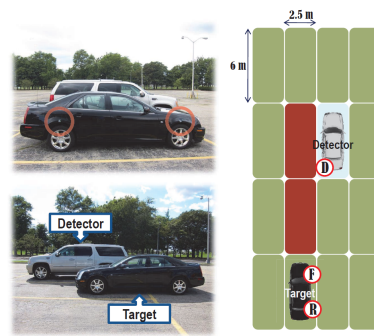 2.5 m
6 m
Detector
D
F
Target
R
Detector
Target